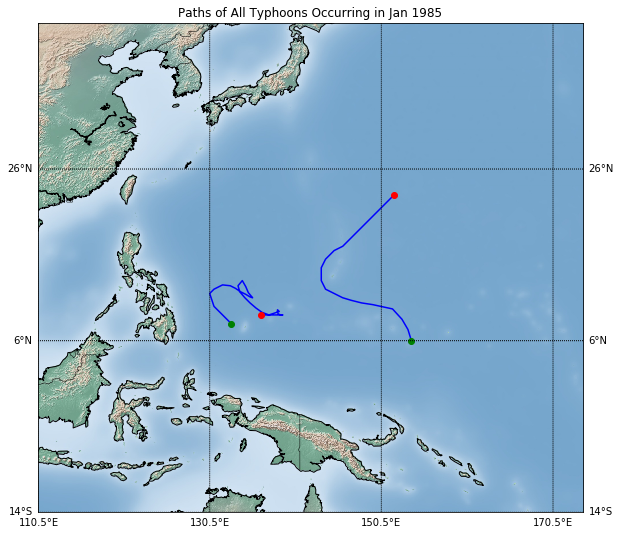 Paths of All Typhoons Occurring in Jan 1985
26°N 26°N
6°N 6°N
14°S 14°S
110.5°E 130.5°E 150.5°E 170.5°E